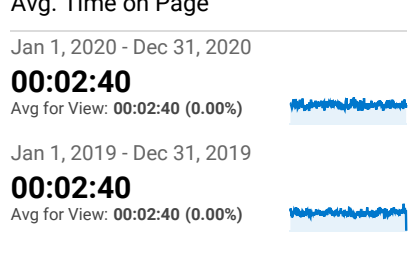 Avg. Time on Page
Jan 1, 2020 - Dec 31, 2020
00:02:40
Avg for View: 00:02:40 (0.00%)
Jan 1, 2019 - Dec 31, 2019
00:02:40
Avg for View: 00:02:40 (0.00%)